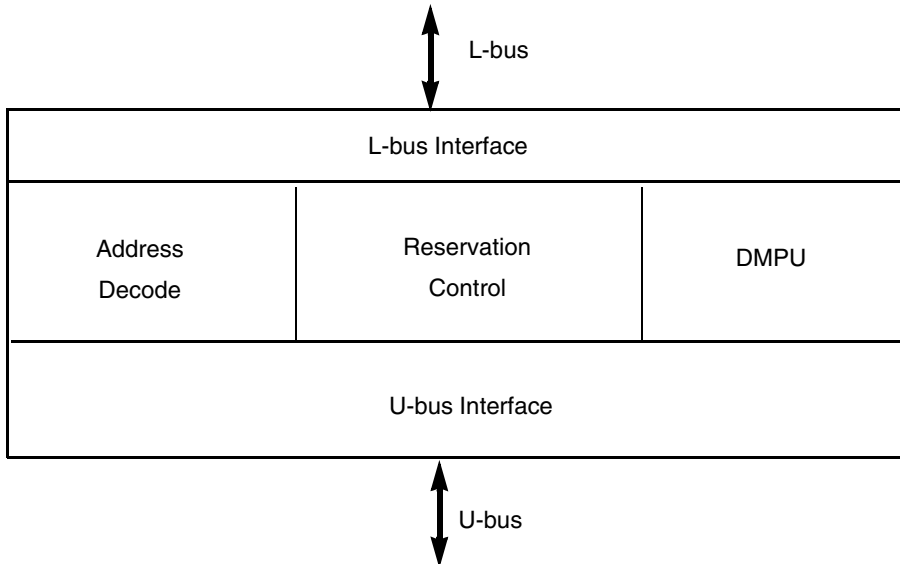 L-bus
L-bus Interface
Address
Decode
Reservation
Control
DMPU
U-bus Interface
U-bus